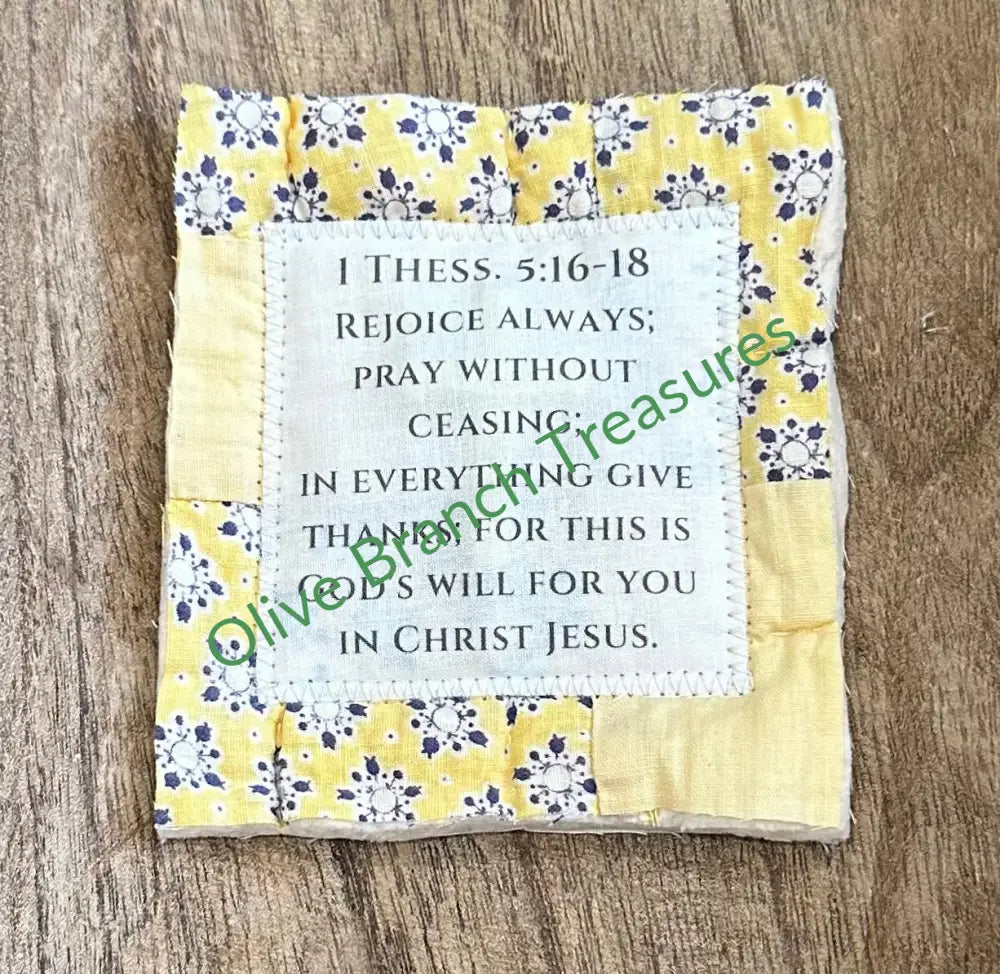 1 Thess. 5:16-18
Rejoice always;
pray without
ceasing;
in everything give
thanks; for this is
God's will for you
in Christ Jesus.
Olive Branch Treasures